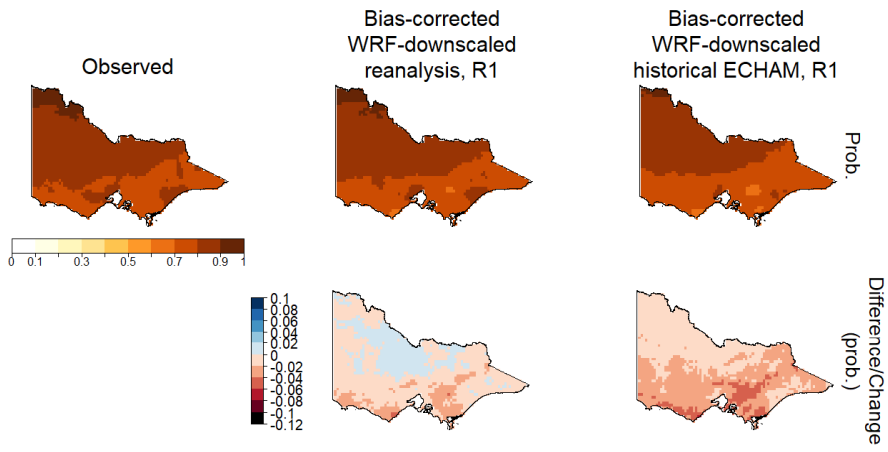 Observed
Bias-corrected
WRF-downscaled
reanalysis, R1
Bias-corrected
WRF-downscaled
historical ECHAM, R1
Prob.
0 0.1 0.3 0.5 0.7 0.9 1
0.1
0.08
0.06
0.04
0.02
0
-0.02
-0.04
-0.06
-0.08
-0.1
-0.12
Difference/Change
(prob.)